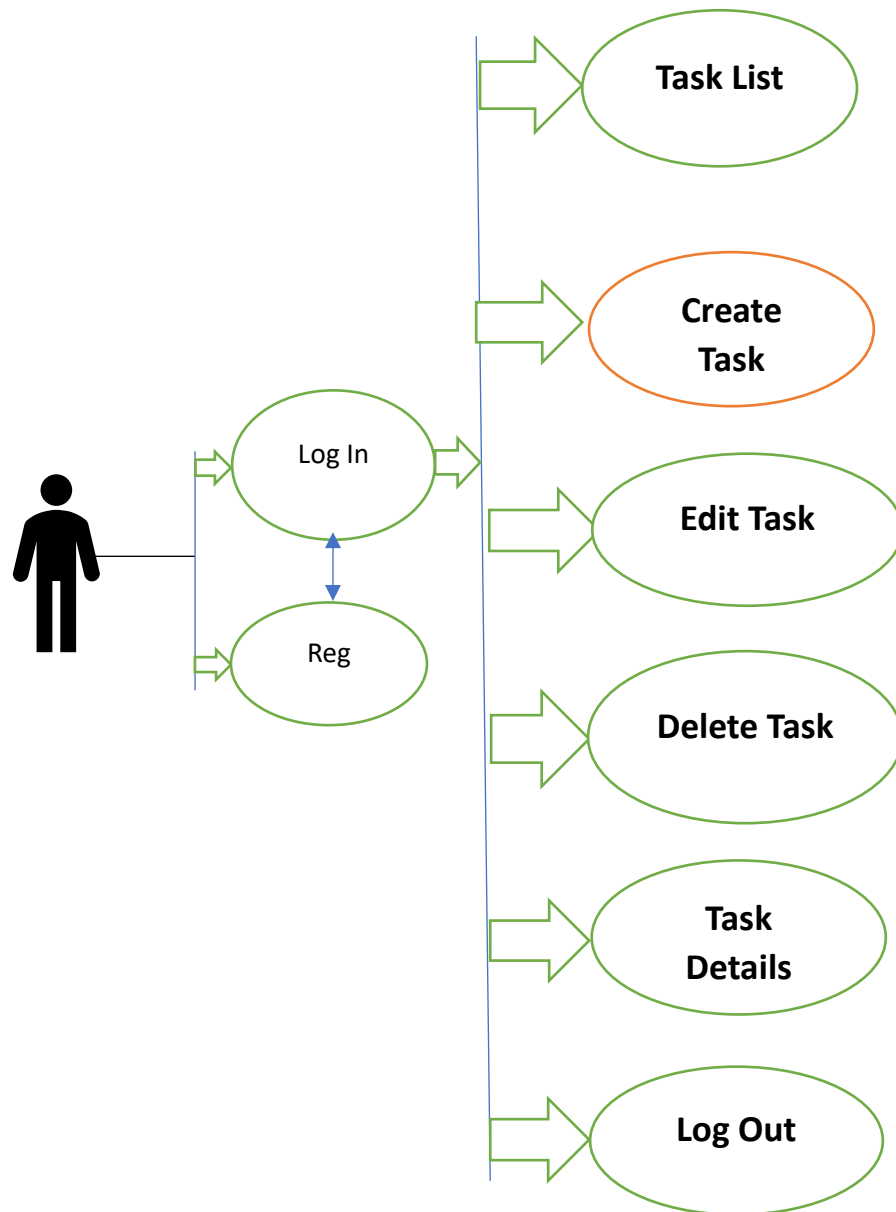 Task List
Create
Task
Log In
Edit Task
Reg
Delete Task
Task
Details
Log Out